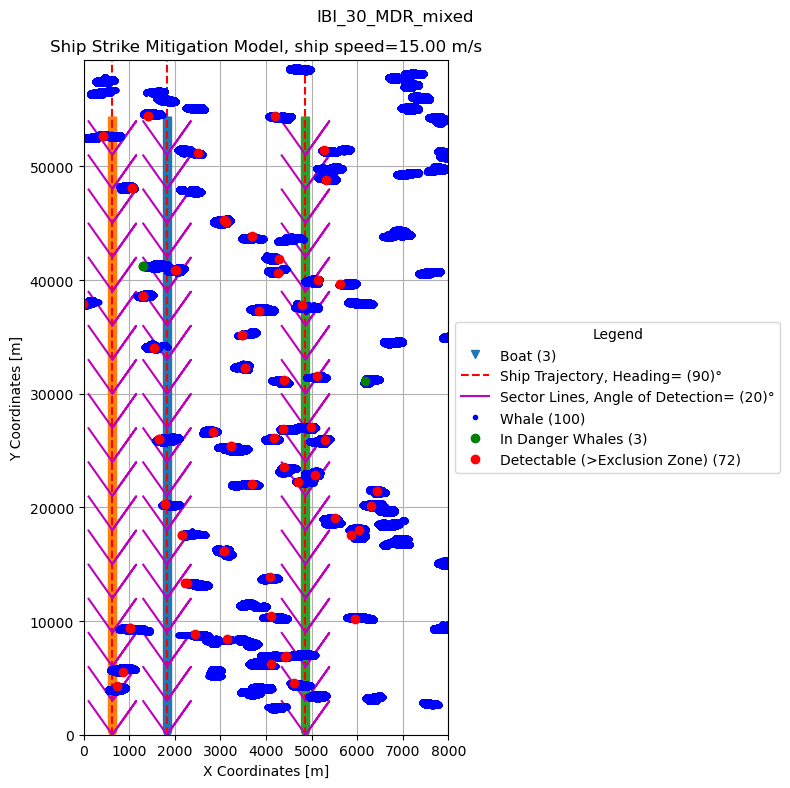 IBI_30_MDR_mixed
Ship Strike Mitigation Model, ship speed=15.00 m/s
50000
40000
30000
20000
10000
0
0 1000 2000 3000 4000 5000 6000 7000 8000
X Coordinates [m]
Y Coordinates [m]
Legend
Boat (3)
Ship Trajectory, Heading= (90)°
Sector Lines, Angle of Detection= (20)°
Whale (100)
In Danger Whales (3)
Detectable (>Exclusion Zone) (72)